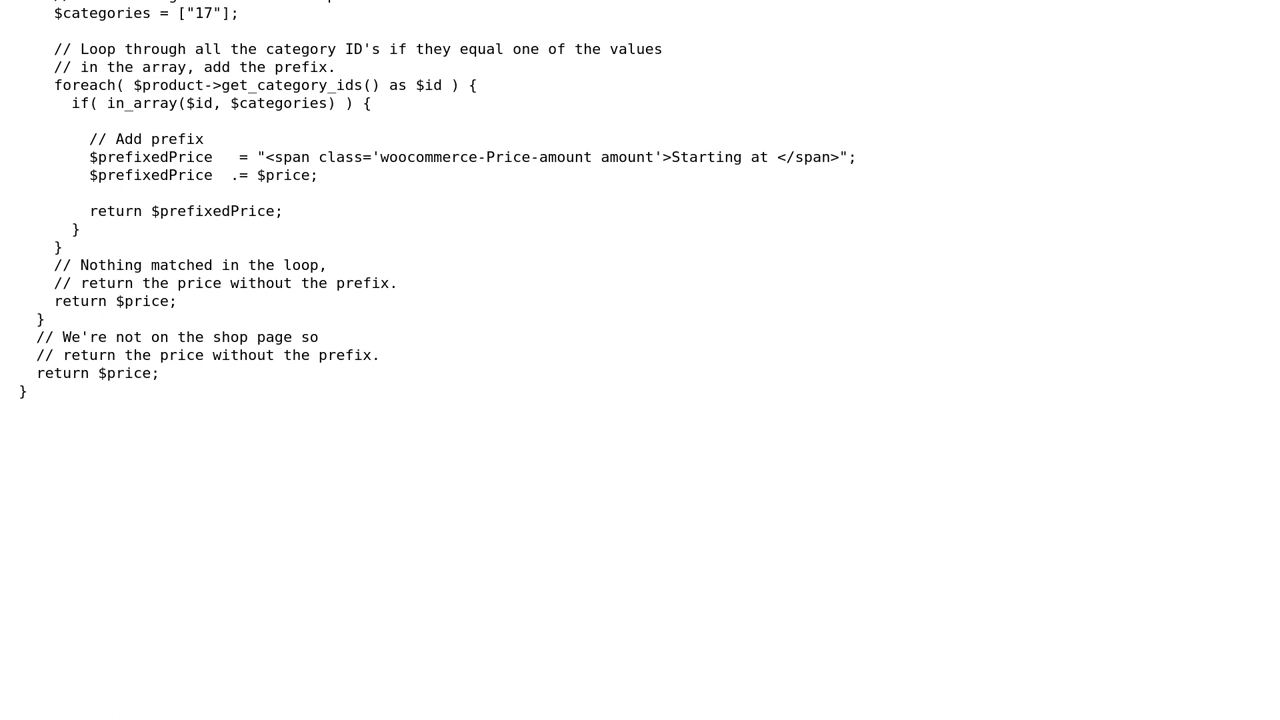 $categories = ["17"];
// Loop through all the category ID's if they equal one of the values
// in the array, add the prefix.
foreach( $product->get_category_ids() as $id ) {
if( in_array($id, $categories) ) {
// Add prefix
$prefixedPrice   = "<span class='woocommerce-Price-amount amount'>Starting at </span>";
$prefixedPrice  .= $price;
return $prefixedPrice;
}
}
// Nothing matched in the loop,
// return the price without the prefix.
return $price;
}
// We're not on the shop page so
// return the price without the prefix.
return $price;
}